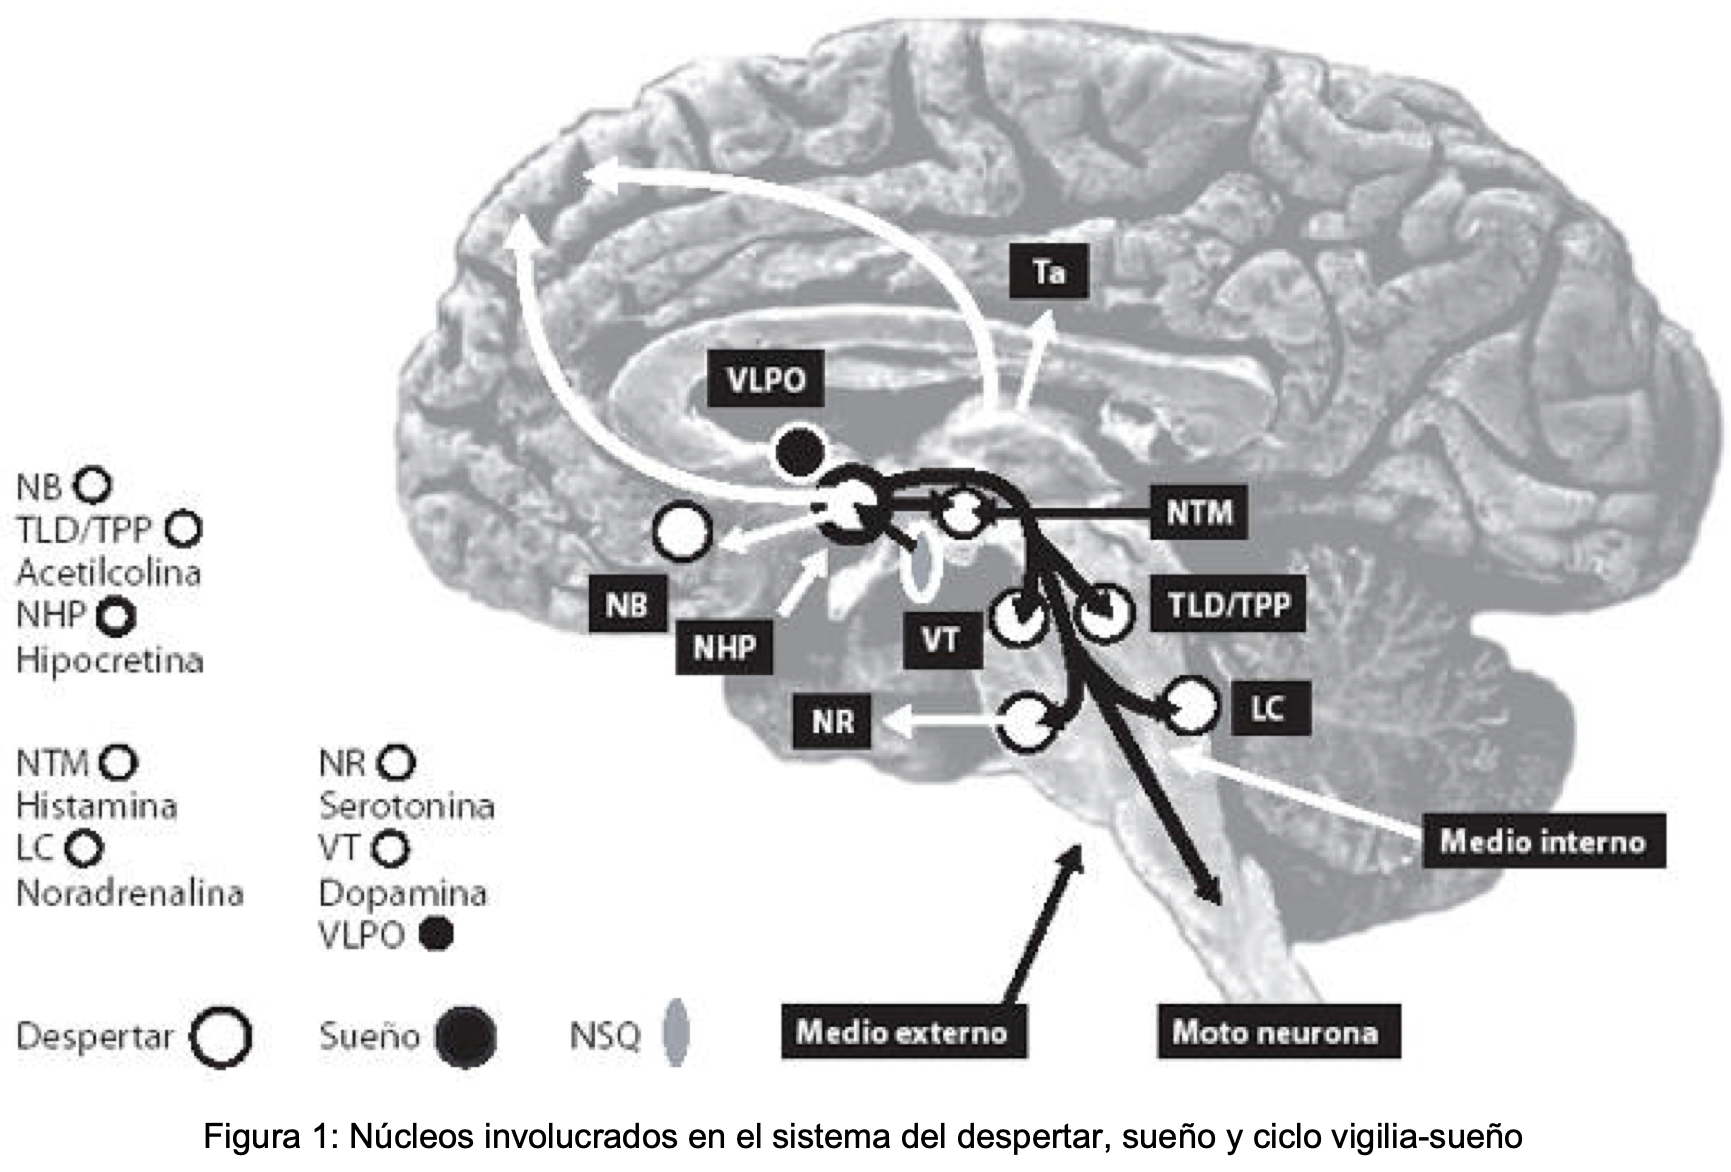 Ta
VLPO
NTM
NB
TLD/TPP
NHP
VT
NR
LC
Medio interno
Medio externo
Moto neurona
NB
TLD/TPP
Acetilcolina
NHP
Hipocretina
NTM
Histamina
LC
Noradrenalina
NR
Serotonina
VT
Dopamina
VLPO
Despertar
Sueño
NSQ
Figura 1: Núcleos involucrados en el sistema del despertar, sueño y ciclo vigilia-sueño